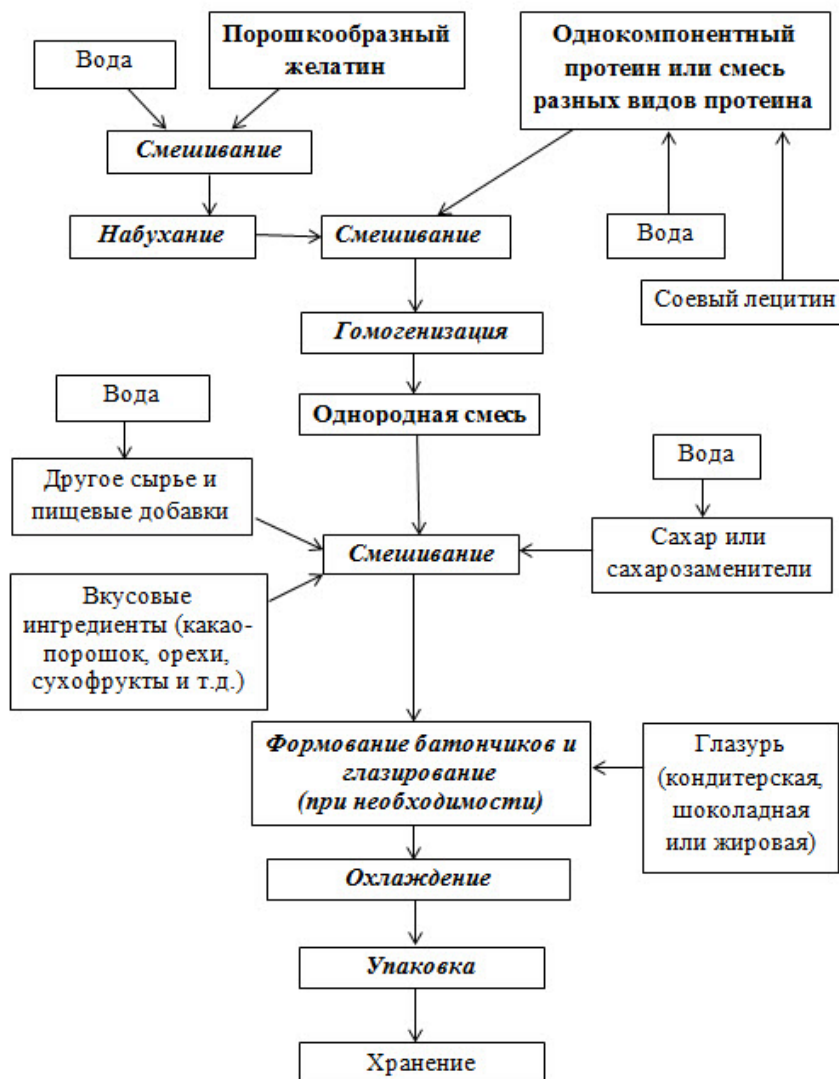 Вода
Порошкообразный
желатин
Однокомпонентный
протеин или смесь
разных видов протеина
Смешивание
Набухание
Смешивание
Вода
Соевый лецитин
Гомогенизация
Однородная смесь
Вода
Другое сырье и
пищевые добавки
Вода
Смешивание
Сахар или
сахарозаменители
Вкусовые
ингредиенты (какао-
порошок, орехи,
сухофрукты и т.д.)
Формование батончиков и
глазирование
(при необходимости)
Глазурь
(кондитерская,
шоколадная
или жировая)
Охлаждение
Упаковка
Хранение